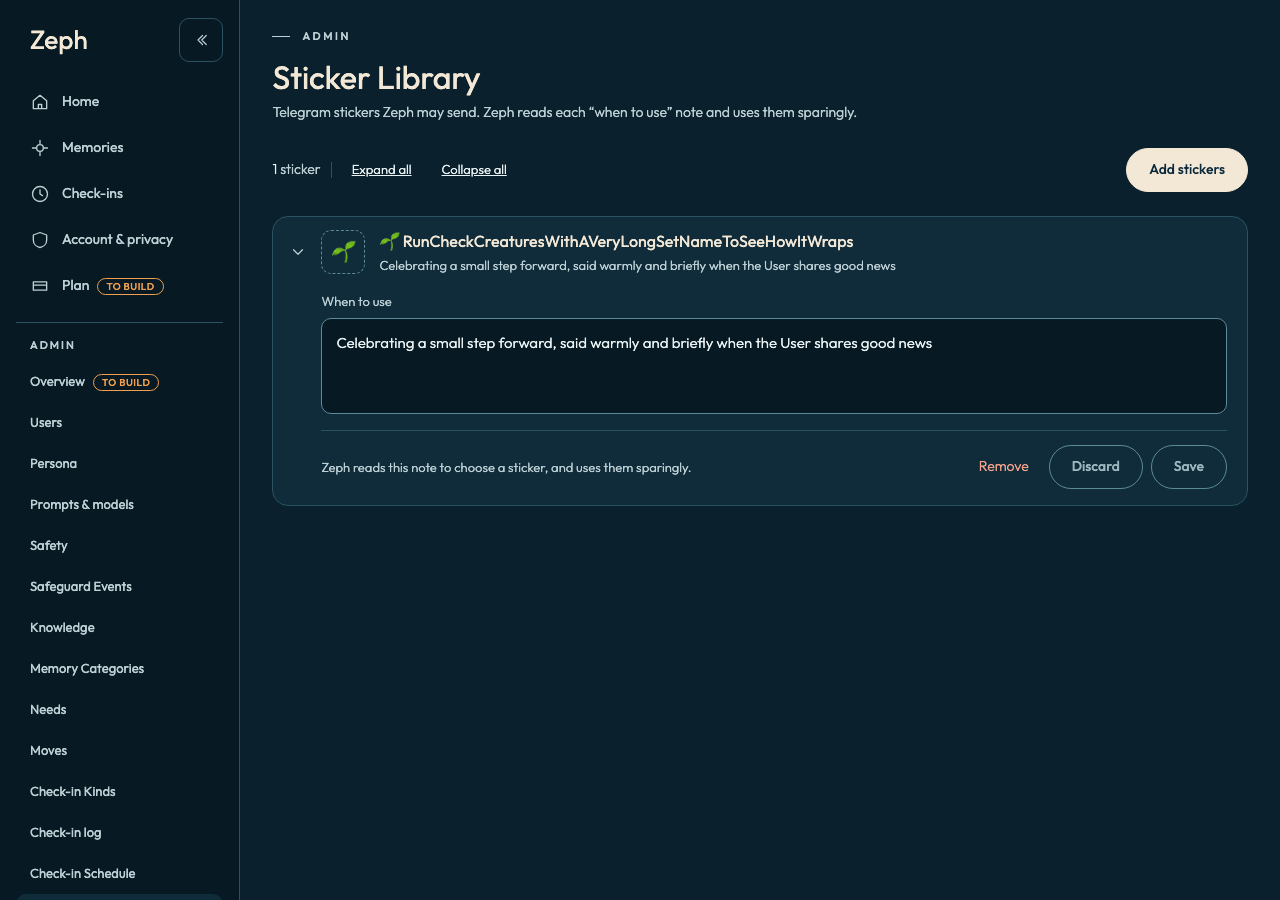 Zeph
Home
Memories
Check-ins
Account & privacy
Plan TO BUILD
ADMIN
Overview TO BUILD
Users
Persona
Prompts & models
Safety
Safeguard Events
Knowledge
Memory Categories
Needs
Moves
Check-in Kinds
Check-in log
Check-in Schedule
ADMIN
Sticker Library
Telegram stickers Zeph may send. Zeph reads each “when to use” note and uses them sparingly.
1 sticker Expand all Collapse all
Add stickers
RunCheckCreaturesWithAVeryLongSetNameToSeeHowItWraps
Celebrating a small step forward, said warmly and briefly when the User shares good news
When to use
Celebrating a small step forward, said warmly and briefly when the User shares good news
Zeph reads this note to choose a sticker, and uses them sparingly.
Remove Discard Save